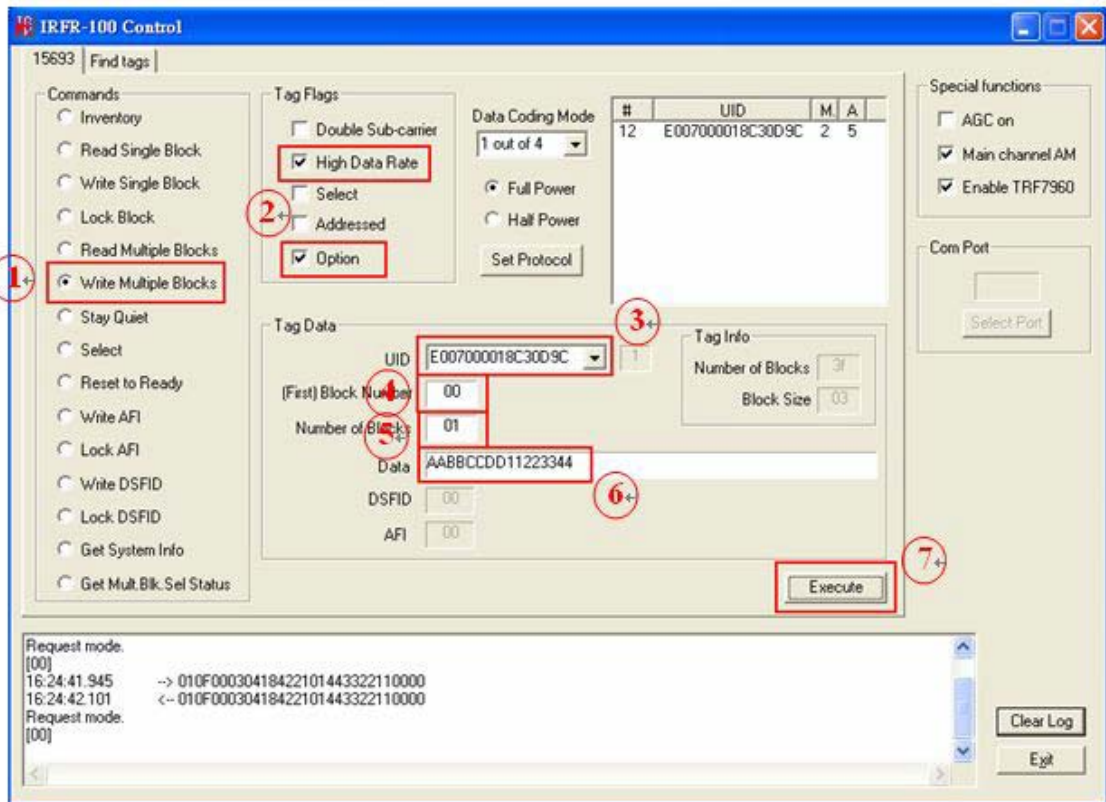 IRFR-100 Control
15693 Find tags
Commands
Inventory
Read Single Block
Write Single Block
Lock Block
Read Multiple Blocks
1
Write Multiple Blocks
Stay Quiet
Select
Reset to Ready
Write AFI
Lock AFI
Write DSFID
Lock DSFID
Get System Info
Get Mult.Blk.Sel Status
Tag Flags
Double Sub-carrier
High Data Rate
Select
2
Addressed
Option
Data Coding Mode
1 out of 4
Full Power
Half Power
Set Protocol
# UID M. A
12 E007000018C30D9C 2 5
Special functions
AGC on
Main channel AM
Enable TRF7960
Com Port
Select Port
Tag Data
3
UID E007000018C30D9C 1
4
(First) Block Number 00
5
Number of Blocks 01
Data AABBCCDD11223344
6
DSFID 00
AFI 00
Tag Info
Number of Blocks 3f
Block Size 03
7
Execute
Request mode.
[00]
16:24:41.945 --> 010F000304184221014433221​10000
16:24:42.101 <-- 010F000304184221014433221​10000
Request mode.
[00]
Clear Log
Exit